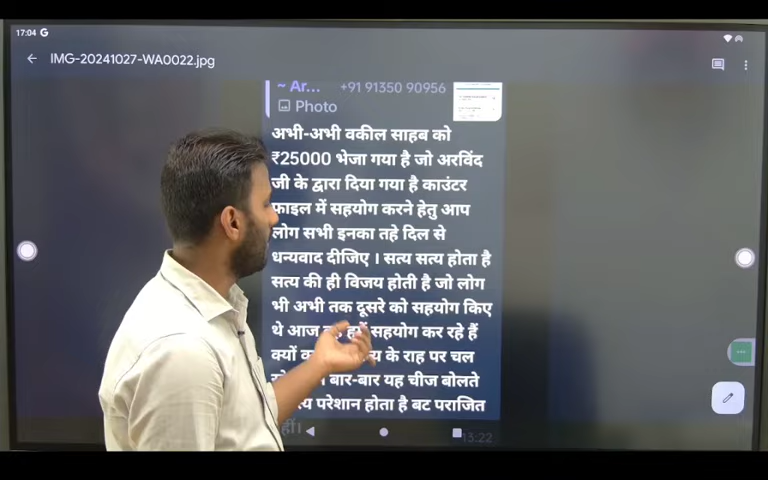 17:04 G
IMG-20241027-WA0022.jpg
~ Ar... +91 91350 90956
Photo
अभी-अभी वकील साहब को
₹25000 भेजा गया है जो अरविंद
जी के द्वारा दिया गया है काउंटर
फाइल में सहयोग करने हेतु आप
लोग सभी इनका तहे दिल से
धन्यवाद दीजिए । सत्य सत्य होता है
सत्य की ही विजय होती है जो लोग
भी अभी तक दूसरे को सहयोग किए
थे आज सहयोग कर रहे हैं
क्यों के राह पर चल
बार-बार यह चीज बोलते
परेशान होता है बट पराजित
13:22